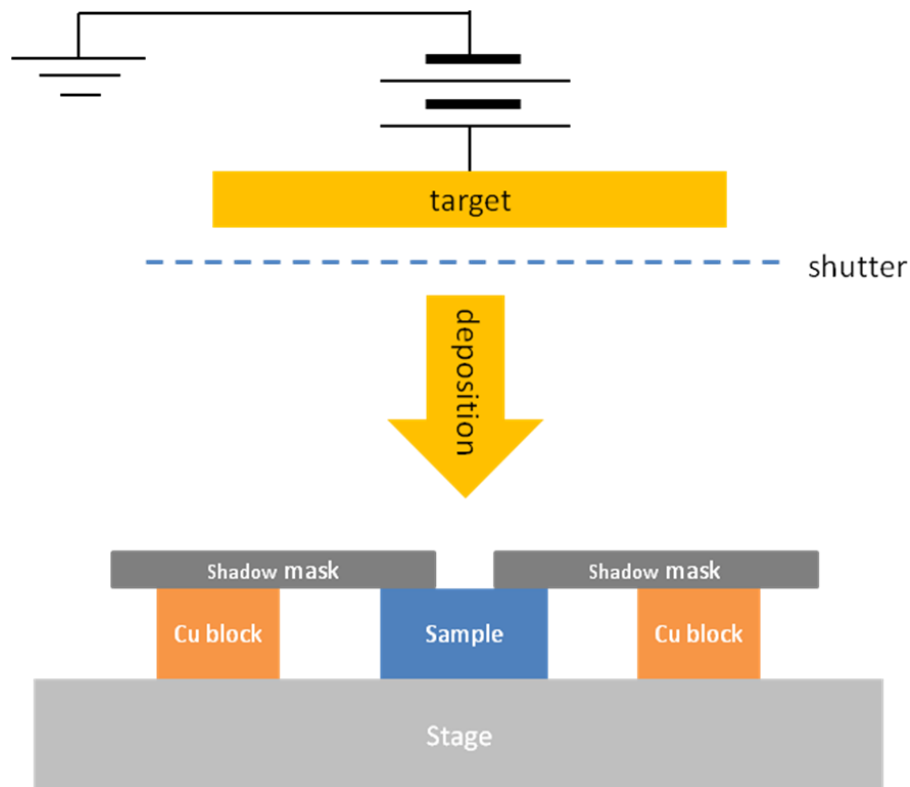 target
shutter
deposition
Shadow mask
Shadow mask
Cu block
Sample
Cu block
Stage